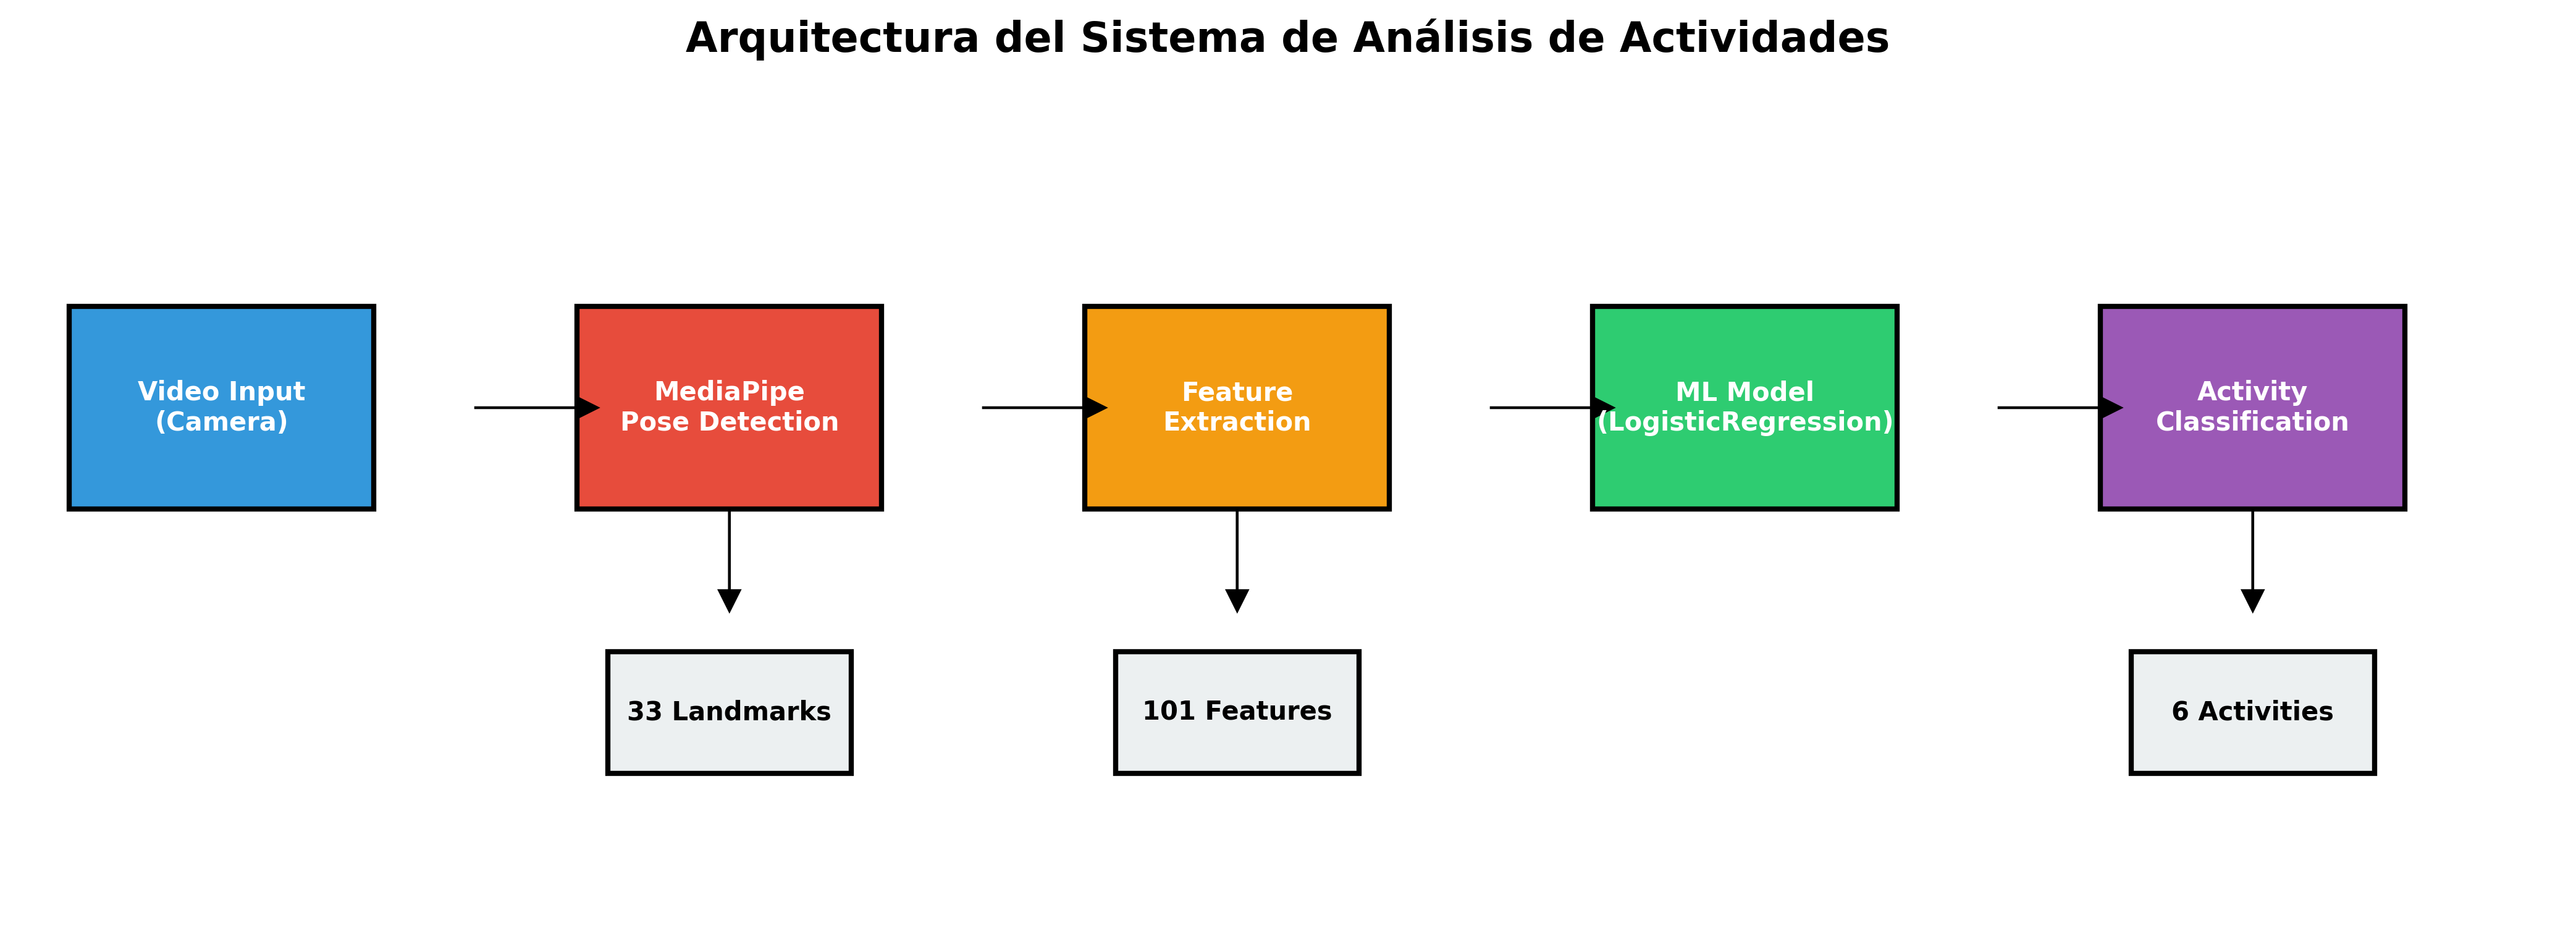 Arquitectura del Sistema de Análisis de Actividades
Video Input
(Camera)
MediaPipe
Pose Detection
Feature
Extraction
ML Model
(LogisticRegression)
Activity
Classification
33 Landmarks
101 Features
6 Activities